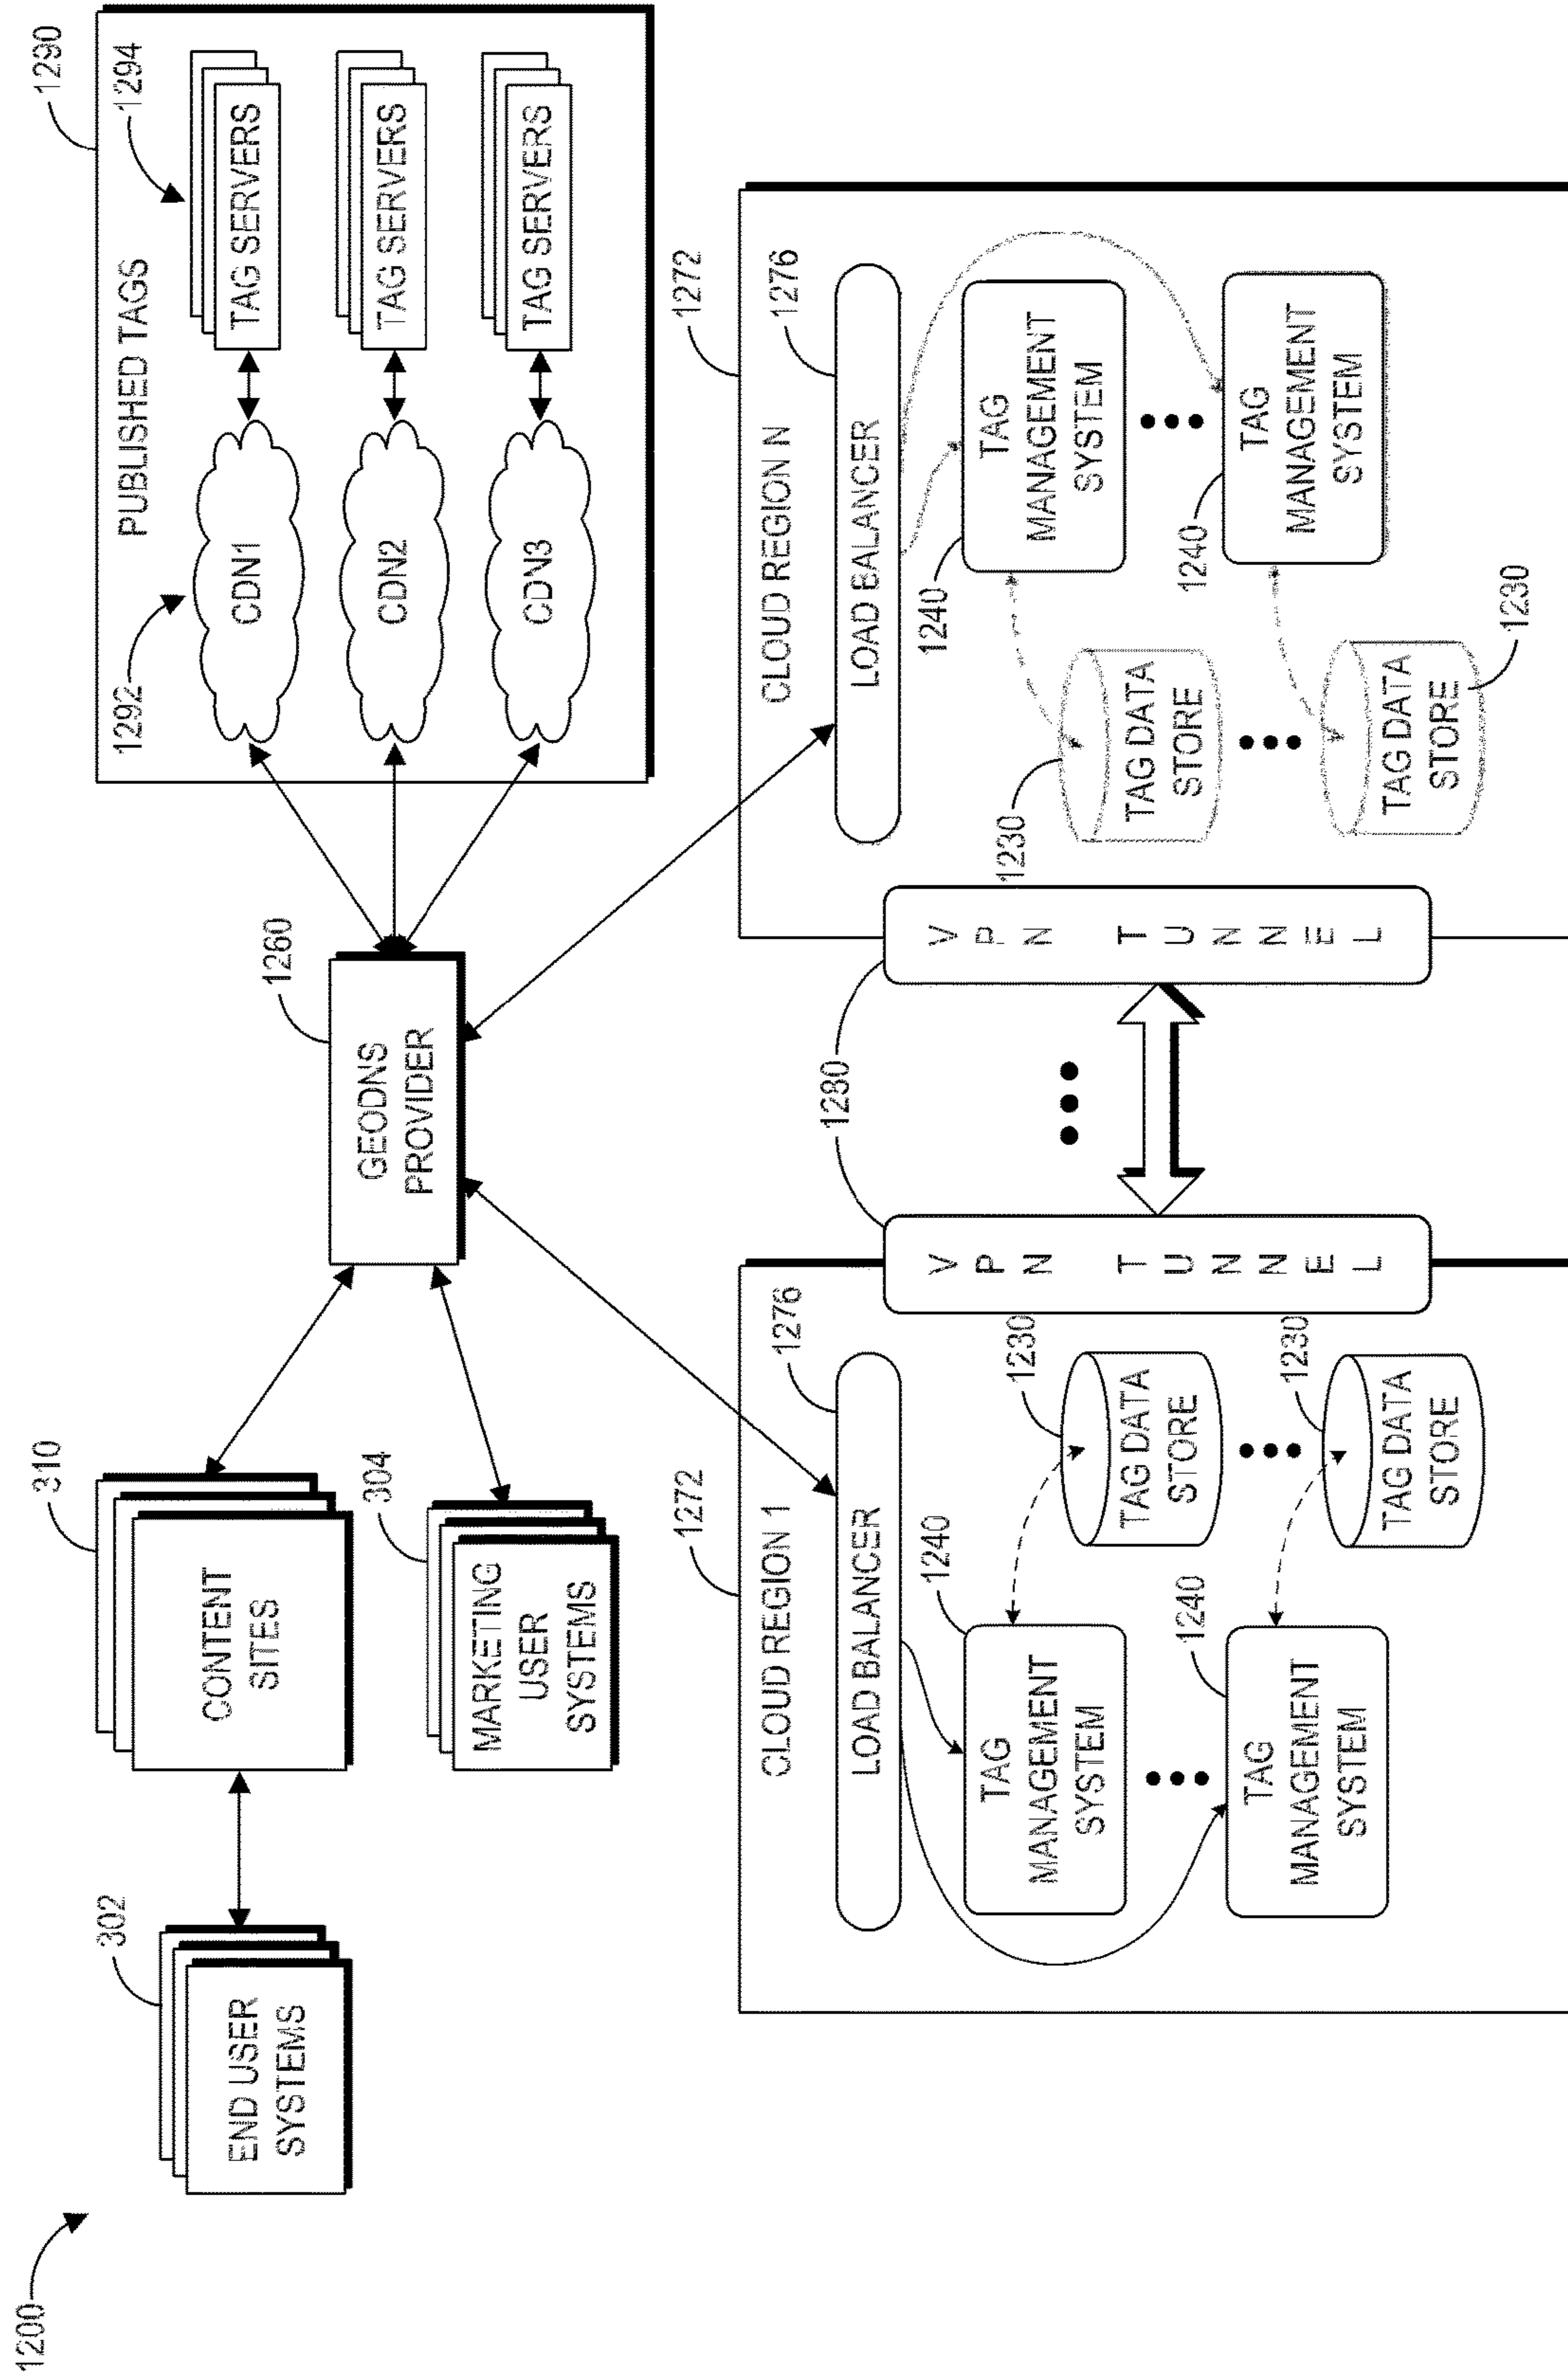 1200
302
END USER
SYSTEMS
310
CONTENT
SITES
304
MARKETING
USER
SYSTEMS
1260
GEODNS
PROVIDER
1290
PUBLISHED TAGS
1292
1294
CDN1
TAG SERVERS
CDN2
TAG SERVERS
CDN3
TAG SERVERS
1272
CLOUD REGION 1
1276
LOAD BALANCER
1240
TAG
MANAGEMENT
SYSTEM
1230
TAG DATA
STORE
1240
TAG
MANAGEMENT
SYSTEM
1230
TAG DATA
STORE
VPN TUNNEL
1280
VPN TUNNEL
1272
CLOUD REGION N
1276
LOAD BALANCER
1230
TAG DATA
STORE
1240
TAG
MANAGEMENT
SYSTEM
TAG DATA
STORE
1230
1240
TAG
MANAGEMENT
SYSTEM